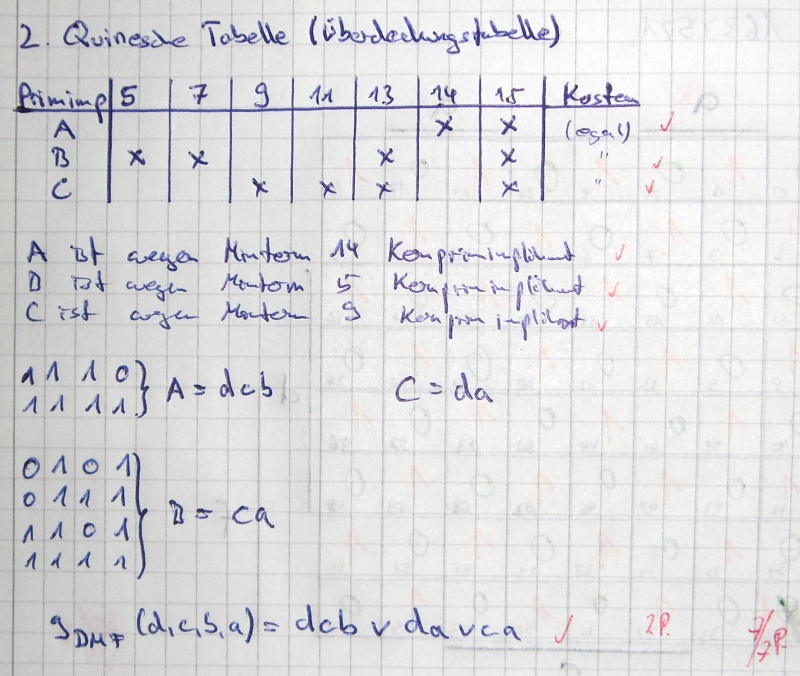 2. Quinesche Tabelle (Überdeckungstabelle)
Primimp 5 7 9 11 13 14 15 Kosten
A x x (egal) ✓
B x x x x " ✓
C x x x x " ✓
A ist wegen Minterm 14 Kernprimimplikant ✓
B ist wegen Minterm 5 Kernprimimplikant ✓
C ist wegen Minterm 9 Kernprimimplikant ✓
1 1 1 0 } A = dcb C = da
1 1 1 1
0 1 0 1
0 1 1 1
1 1 0 1 } B = ca
1 1 1 1
g DMF (d,c,b,a) = dcb v da v ca ✓ 2P. 7/7P.